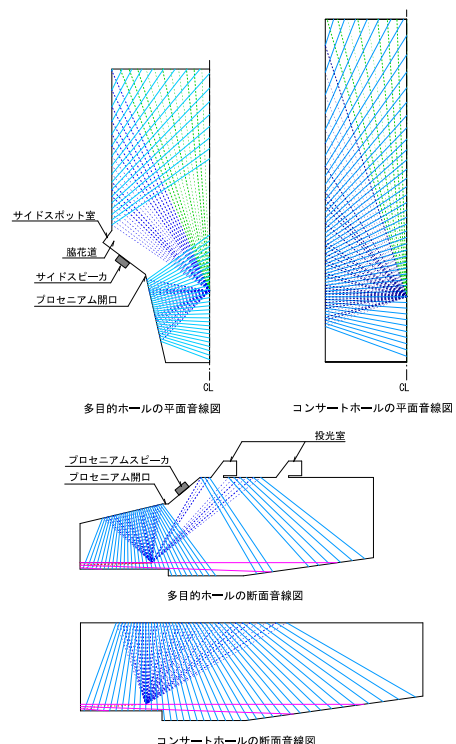 サイドスポット室
脇花道
サイドスピーカ
プロセニアム開口
CL
CL
多目的ホールの平面音線図
コンサートホールの平面音線図
投光室
プロセニアムスピーカ
プロセニアム開口
多目的ホールの断面音線図
コンサートホールの断面音線図